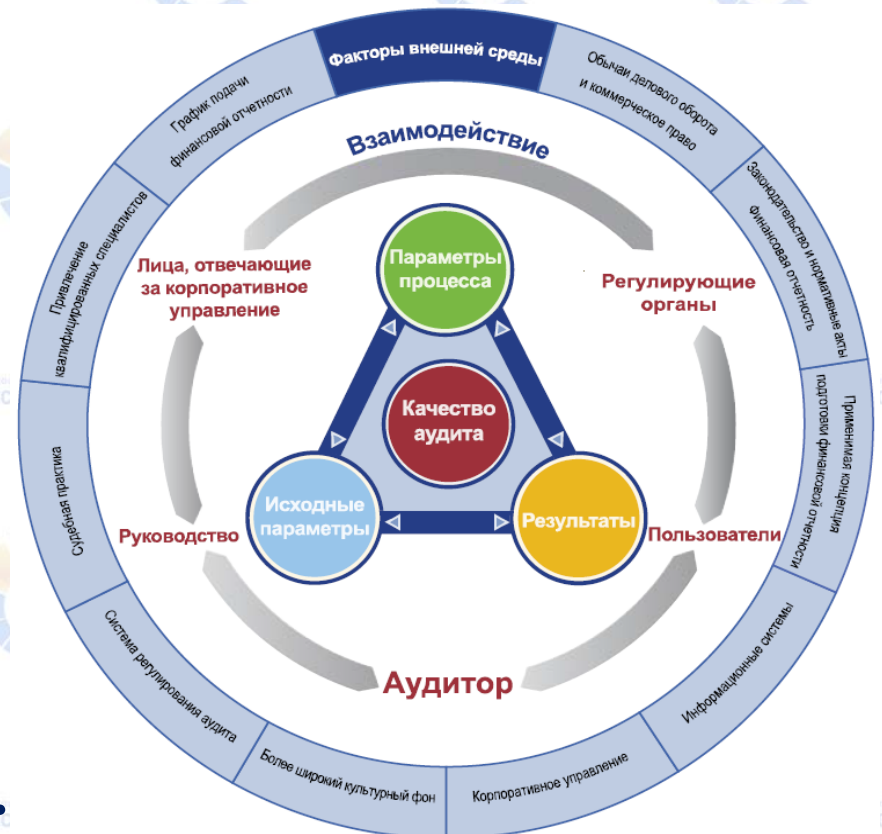 Факторы внешней среды
Обычаи делового оборота
и коммерческое право
Законодательство и нормативные акты
финансовая отчетность
Применимая концепция
подготовки финансовой отчетности
Информационные системы
Корпоративное управление
Более широкий культурный фон
Система регулирования аудита
Судебная практика
Привлечение
квалифицированных специалистов
График подачи
финансовой отчетности
Взаимодействие
Лица, отвечающие
за корпоративное
управление
Регулирующие
органы
Руководство
Пользователи
Аудитор
Параметры
процесса
Качество
аудита
Исходные
параметры
Результаты